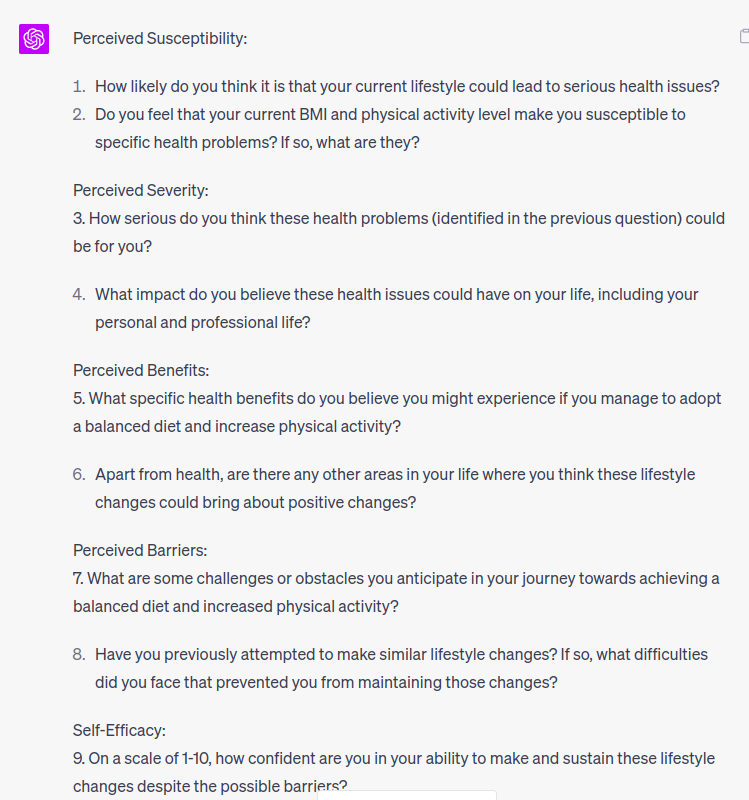 Perceived Susceptibility:
1. How likely do you think it is that your current lifestyle could lead to serious health issues?
2. Do you feel that your current BMI and physical activity level make you susceptible to
specific health problems? If so, what are they?
Perceived Severity:
3. How serious do you think these health problems (identified in the previous question) could
be for you?
4. What impact do you believe these health issues could have on your life, including your
personal and professional life?
Perceived Benefits:
5. What specific health benefits do you believe you might experience if you manage to adopt
a balanced diet and increase physical activity?
6. Apart from health, are there any other areas in your life where you think these lifestyle
changes could bring about positive changes?
Perceived Barriers:
7. What are some challenges or obstacles you anticipate in your journey towards achieving a
balanced diet and increased physical activity?
8. Have you previously attempted to make similar lifestyle changes? If so, what difficulties
did you face that prevented you from maintaining those changes?
Self-Efficacy:
9. On a scale of 1-10, how confident are you in your ability to make and sustain these lifestyle
changes despite the possible barriers?